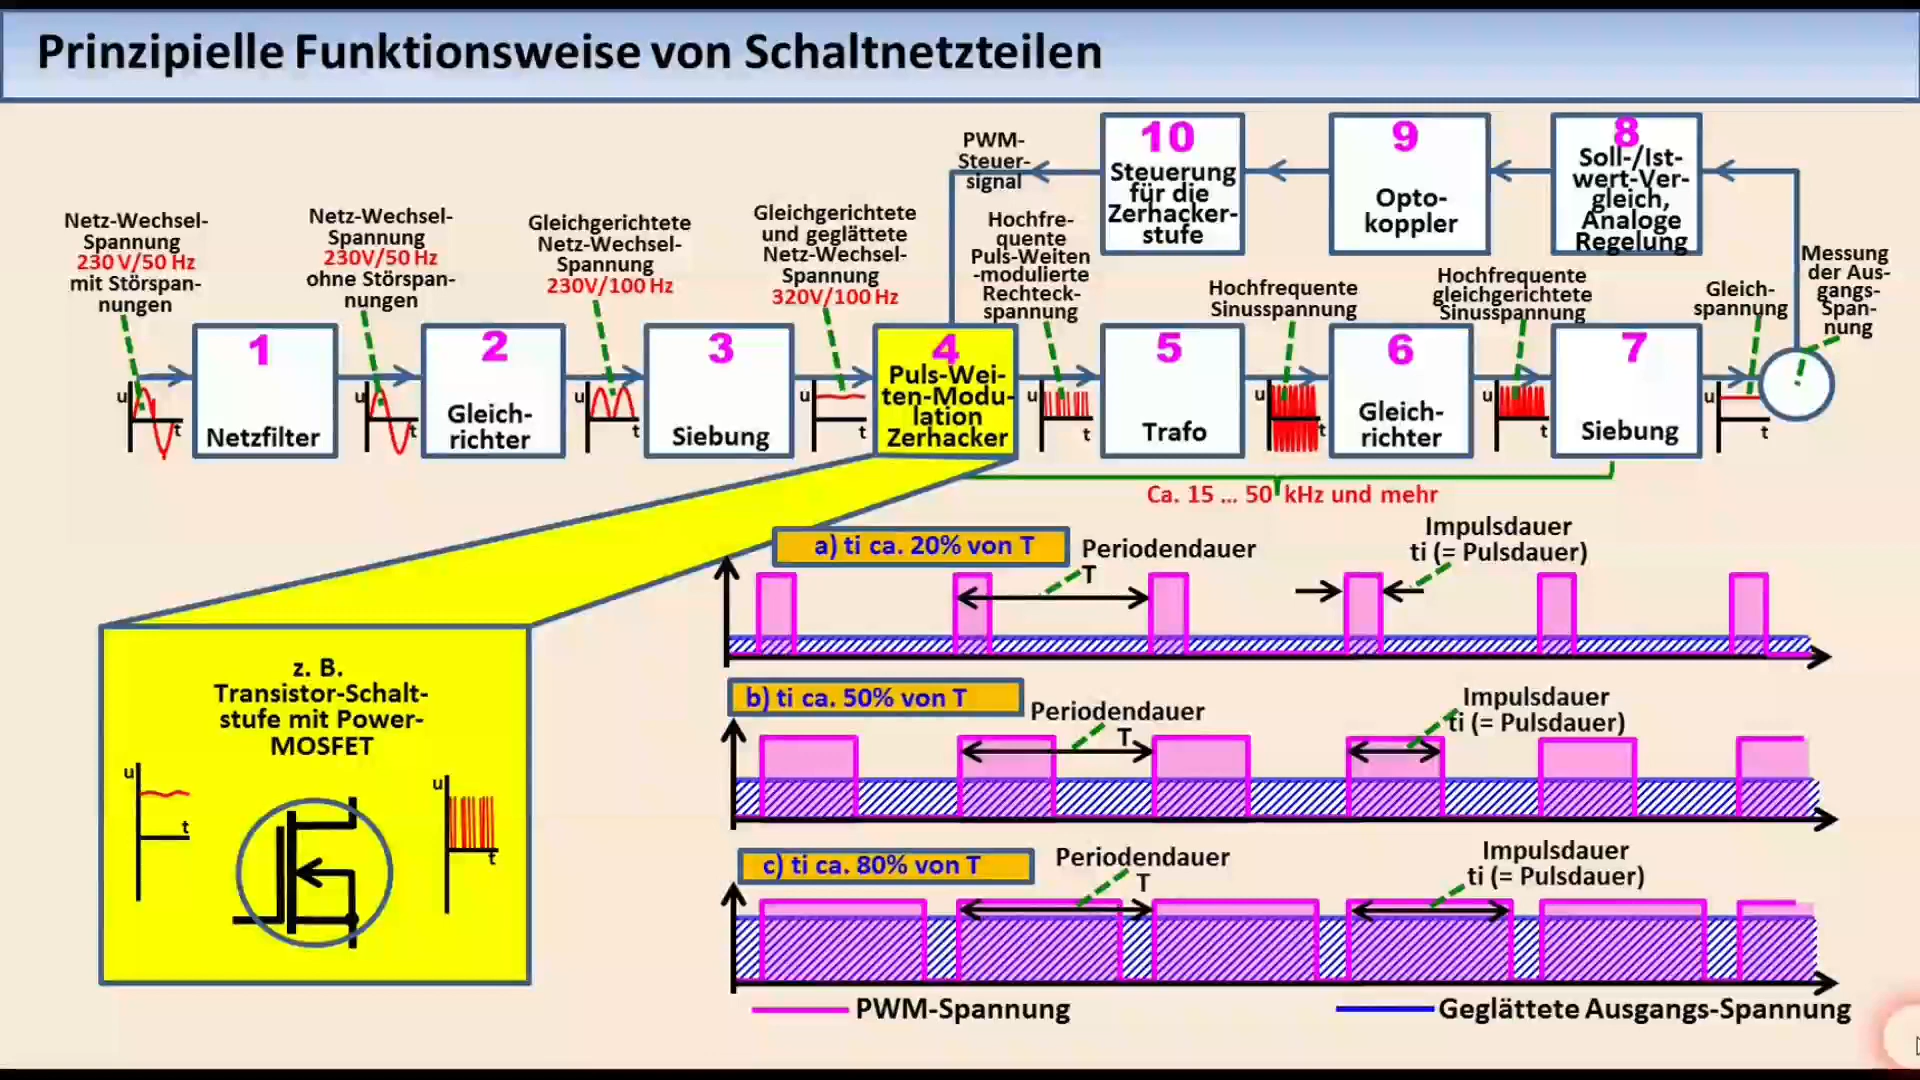 Prinzipielle Funktionsweise von Schaltnetzteilen
PWM-
Steuer-
signal
10
Steuerung
für die
Zerhacker-
stufe
9
Opto-
koppler
8
Soll-/Ist-
wert-Ver-
gleich,
Analoge
Regelung
Netz-Wechsel-
Spannung
230 V/50 Hz
mit Störspan-
nungen
Netz-Wechsel-
Spannung
230V/50 Hz
ohne Störspan-
nungen
Gleichgerichtete
Netz-Wechsel-
Spannung
230V/100 Hz
Gleichgerichtete
und geglättete
Netz-Wechsel-
Spannung
320V/100 Hz
Hochfre-
quente
Puls-Weiten
-modulierte
Rechteck-
spannung
Hochfrequente
Sinusspannung
Hochfrequente
gleichgerichtete
Sinusspannung
Gleich-
spannung
Messung
der Aus-
gangs-
Span-
nung
u
t
1
Netzfilter
u
t
2
Gleich-
richter
u
t
3
Siebung
u
t
4
Puls-Wei-
ten-Modu-
lation
Zerhacker
u
t
5
Trafo
u
t
6
Gleich-
richter
u
t
7
Siebung
u
t
Ca. 15 ... 50 kHz und mehr
z. B.
Transistor-Schalt-
stufe mit Power-
MOSFET
u
t
u
t
a) ti ca. 20% von T
Periodendauer
T
Impulsdauer
ti (= Pulsdauer)
b) ti ca. 50% von T
Periodendauer
T
Impulsdauer
ti (= Pulsdauer)
c) ti ca. 80% von T
Periodendauer
T
Impulsdauer
ti (= Pulsdauer)
PWM-Spannung
Geglättete Ausgangs-Spannung